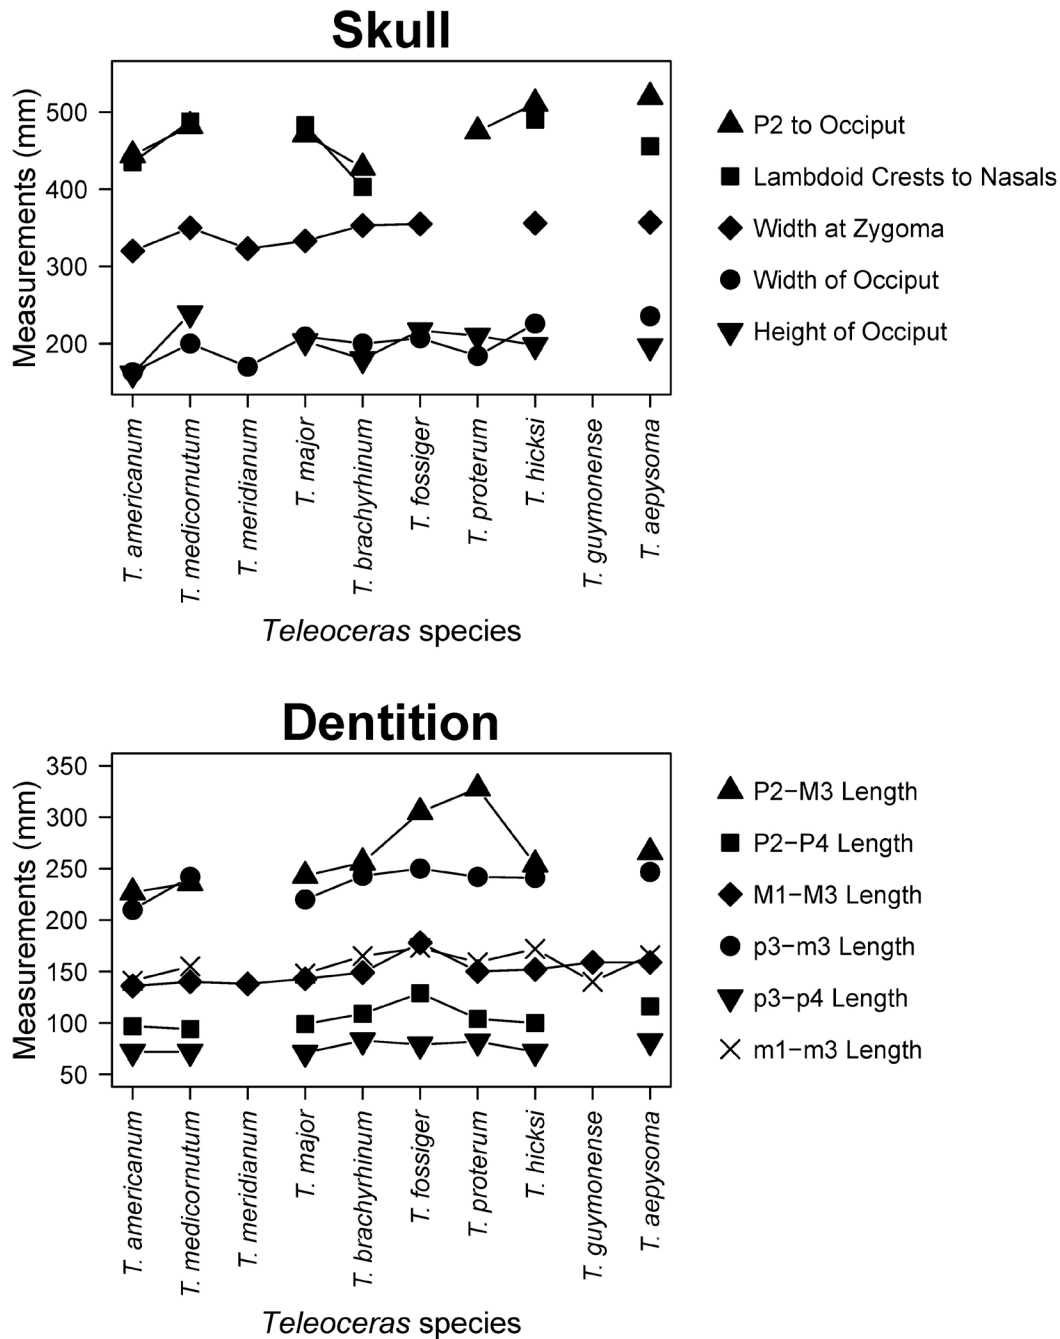 Skull
Measurements (mm)
500
400
300
200
T. americanum
T. medicornutum
T. meridianum
T. major
T. brachyrhinum
T. fossiger
T. proterum
T. hicksi
T. guymonense
T. aepysoma
Teleoceras species
P2 to Occiput
Lambdoid Crests to Nasals
Width at Zygoma
Width of Occiput
Height of Occiput
Dentition
Measurements (mm)
350
300
250
200
150
100
50
T. americanum
T. medicornutum
T. meridianum
T. major
T. brachyrhinum
T. fossiger
T. proterum
T. hicksi
T. guymonense
T. aepysoma
Teleoceras species
P2−M3 Length
P2−P4 Length
M1−M3 Length
p3−m3 Length
p3−p4 Length
m1−m3 Length